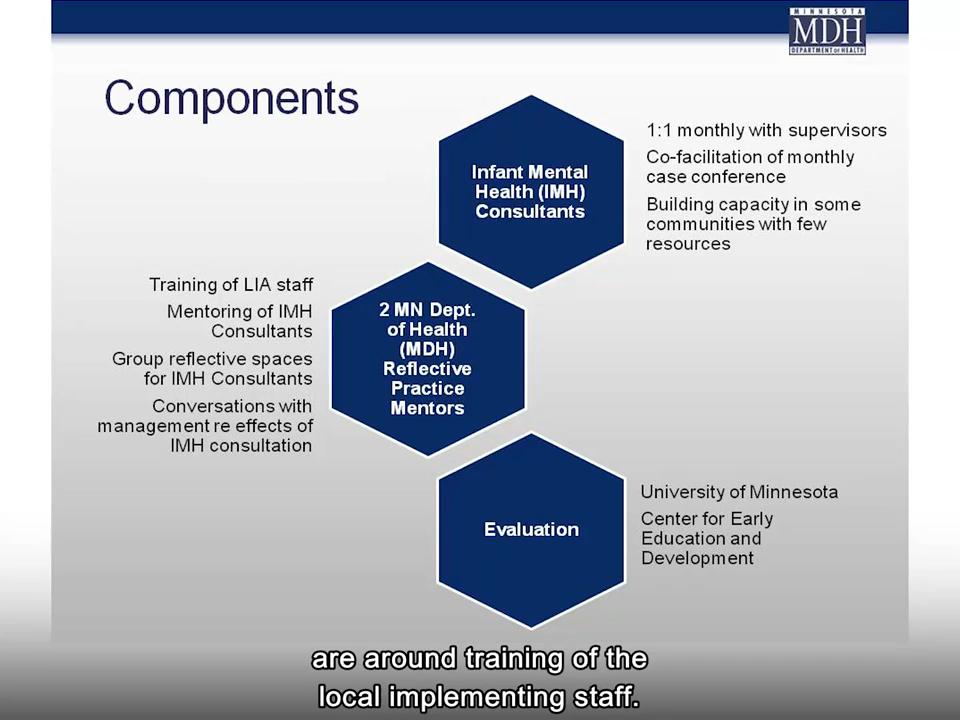 MINNESOTA
MDH
DEPARTMENT OF HEALTH
Components
Infant Mental
Health (IMH)
Consultants
1:1 monthly with supervisors
Co-facilitation of monthly
case conference
Building capacity in some
communities with few
resources
Training of LIA staff
Mentoring of IMH
Consultants
Group reflective spaces
for IMH Consultants
Conversations with
management re effects of
IMH consultation
2 MN Dept.
of Health
(MDH)
Reflective
Practice
Mentors
Evaluation
University of Minnesota
Center for Early
Education and
Development
are around training of the
local implementing staff.